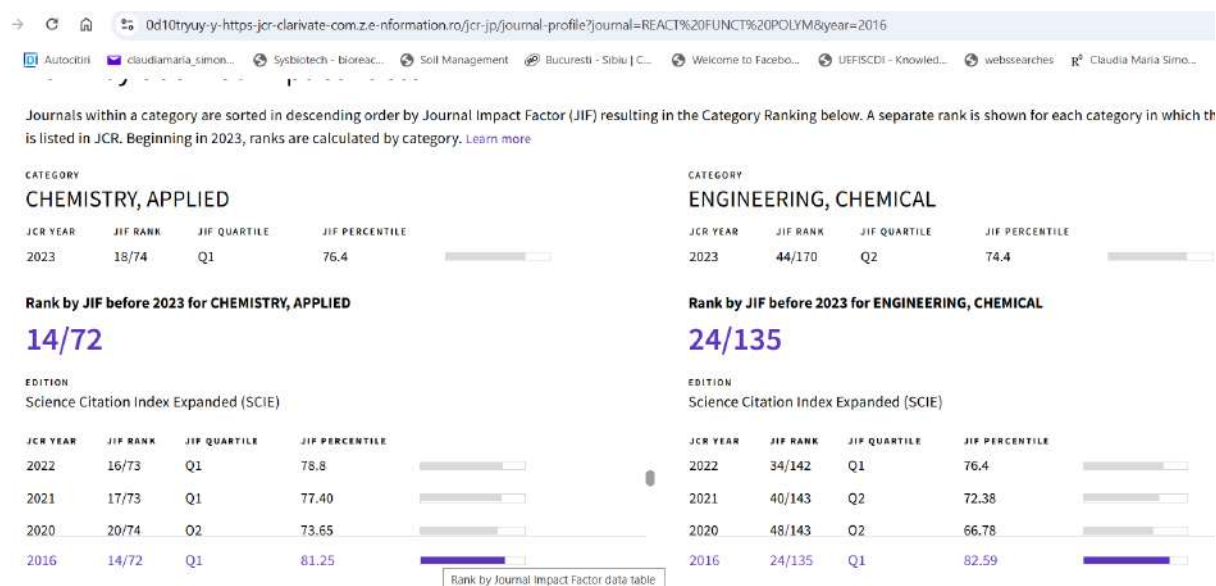 0d10tryuy-y-https-jcr-clarivate-com.z.e-nformation.ro/jcr-jp/journal-profile?journal=REACT%20FUNCT%20POLYM&year=2016
Autocitiri claudiamaria_simon... Sysbiotech - bioreac... Soil Management Bucuresti - Sibiu | C... Welcome to Facebo... UEFISCDI - Knowled... webssearches Claudia Maria Simo...
Journals within a category are sorted in descending order by Journal Impact Factor (JIF) resulting in the Category Ranking below. A separate rank is shown for each category in which th
is listed in JCR. Beginning in 2023, ranks are calculated by category. Learn more
CATEGORY
CHEMISTRY, APPLIED
JCR YEAR JIF RANK JIF QUARTILE JIF PERCENTILE
2023 18/74 Q1 76.4
Rank by JIF before 2023 for CHEMISTRY, APPLIED
14/72
EDITION
Science Citation Index Expanded (SCIE)
JCR YEAR JIF RANK JIF QUARTILE JIF PERCENTILE
2022 16/73 Q1 78.8
2021 17/73 Q1 77.40
2020 20/74 Q2 73.65
2016 14/72 Q1 81.25
Rank by Journal Impact Factor data table
CATEGORY
ENGINEERING, CHEMICAL
JCR YEAR JIF RANK JIF QUARTILE JIF PERCENTILE
2023 44/170 Q2 74.4
Rank by JIF before 2023 for ENGINEERING, CHEMICAL
24/135
EDITION
Science Citation Index Expanded (SCIE)
JCR YEAR JIF RANK JIF QUARTILE JIF PERCENTILE
2022 34/142 Q1 76.4
2021 40/143 Q2 72.38
2020 48/143 Q2 66.78
2016 24/135 Q1 82.59